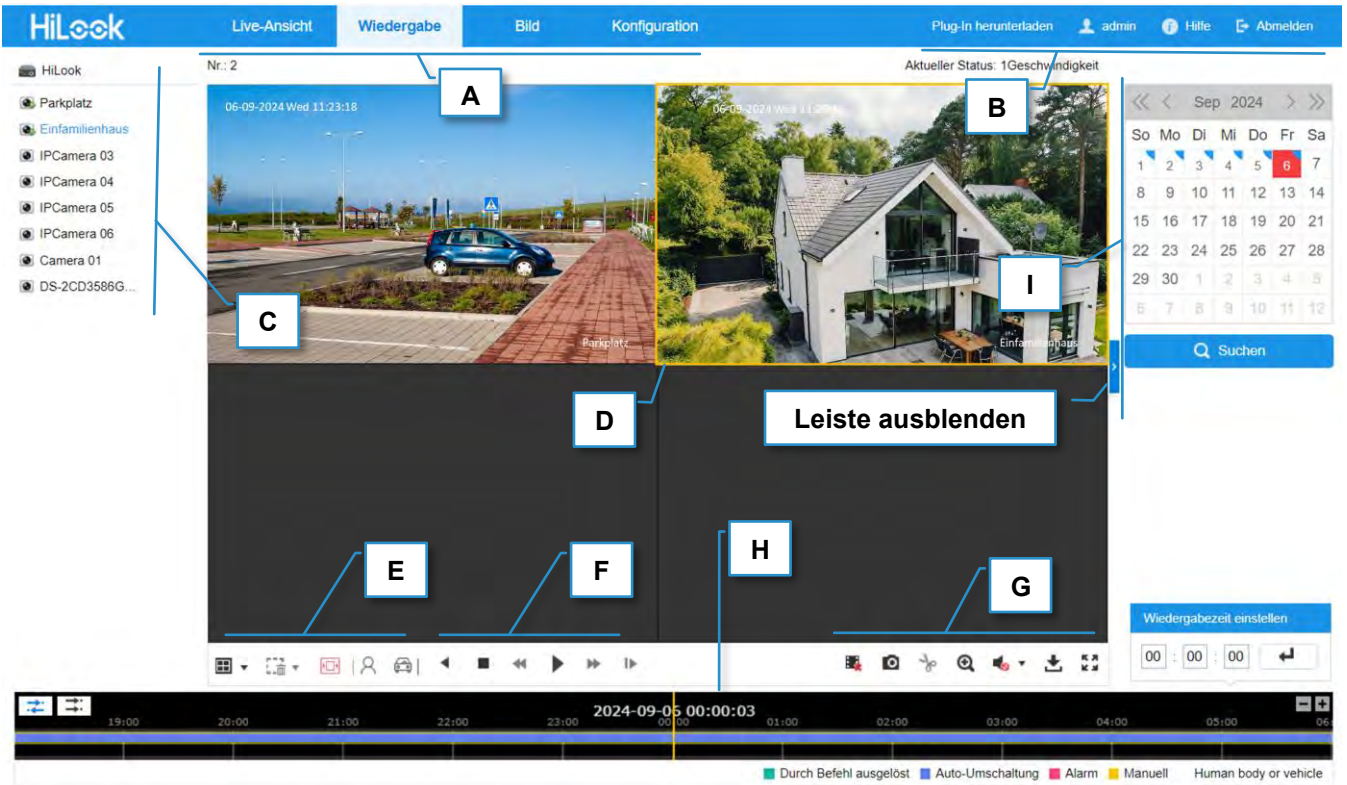 HiLook
Live-Ansicht Wiedergabe Bild Konfiguration Plug-In herunterladen admin Hilfe Abmelden
HiLook
Nr.: 2
Aktueller Status: 1Geschwindigkeit
A
B
Parkplatz
Einfamilienhaus
IPCamera 03
IPCamera 04
IPCamera 05
IPCamera 06
Camera 01
DS-2CD3586G...
C
06-09-2024 Wed 11:23:18
Parkplatz
06-09-2024 Wed
Einfamilienhaus
Sep 2024
So Mo Di Mi Do Fr Sa
1 2 3 4 5 6 7
8 9 10 11 12 13 14
15 16 17 18 19 20 21
22 23 24 25 26 27 28
29 30 1 2 3 4 5
6 7 8 9 10 11 12
Suchen
I
D
Leiste ausblenden
E
F
H
G
Wiedergabezeit einstellen
00 : 00 : 00
2024-09-06 00:00:03
19:00 20:00 21:00 22:00 23:00 00:00 01:00 02:00 03:00 04:00 05:00 06:
Durch Befehl ausgelöst Auto-Umschaltung Alarm Manuell Human body or vehicle